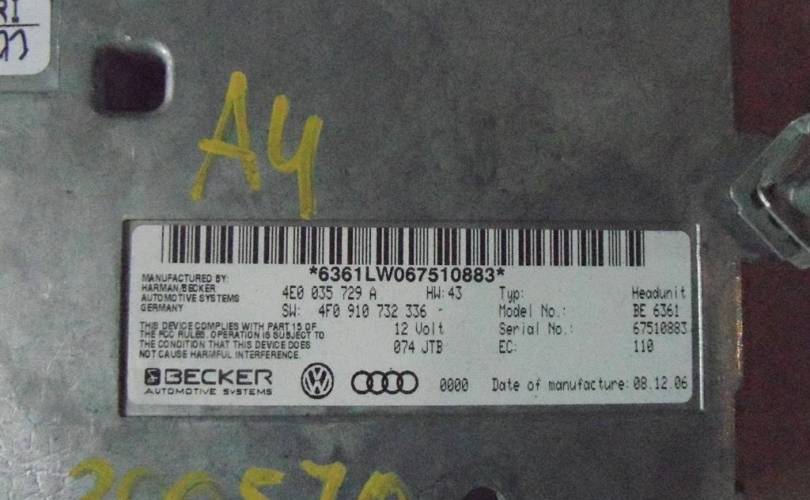 RI
A4
*6361LW067510883*
MANUFACTURED BY:
HARMAN/BECKER
AUTOMOTIVE SYSTEMS
GERMANY
4E0 035 729 A HW:43
SW: 4F0 910 732 336 -
12 Volt
074 JTB
Typ: Headunit
Model No.: BE 6361
Serial No.: 67510883
EC: 110
THIS DEVICE COMPLIES WITH PART 15 OF
THE FCC RULES. OPERATION IS SUBJECT TO
THE CONDITION THAT THIS DEVICE DOES
NOT CAUSE HARMFUL INTERFERENCE.
BECKER
AUTOMOTIVE SYSTEMS
0000 Date of manufacture: 08.12.06